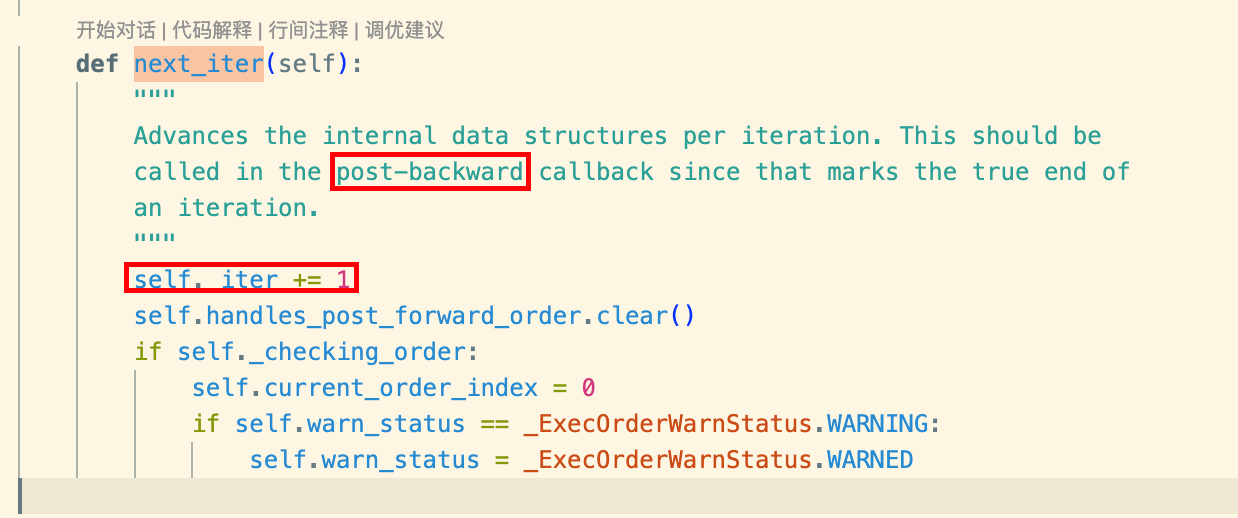 开始对话 | 代码解释 | 行间注释 | 调优建议
def next_iter(self):
"""
Advances the internal data structures per iteration. This should be
called in the post-backward callback since that marks the true end of
an iteration.
"""
self._iter += 1
self.handles_post_forward_order.clear()
if self._checking_order:
self.current_order_index = 0
if self.warn_status == _ExecOrderWarnStatus.WARNING:
self.warn_status = _ExecOrderWarnStatus.WARNED